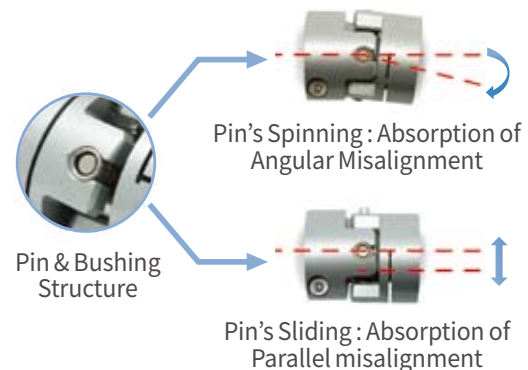 Pin's Spinning : Absorption of
Angular Misalignment
Pin & Bushing
Structure
Pin's Sliding : Absorption of
Parallel misalignment